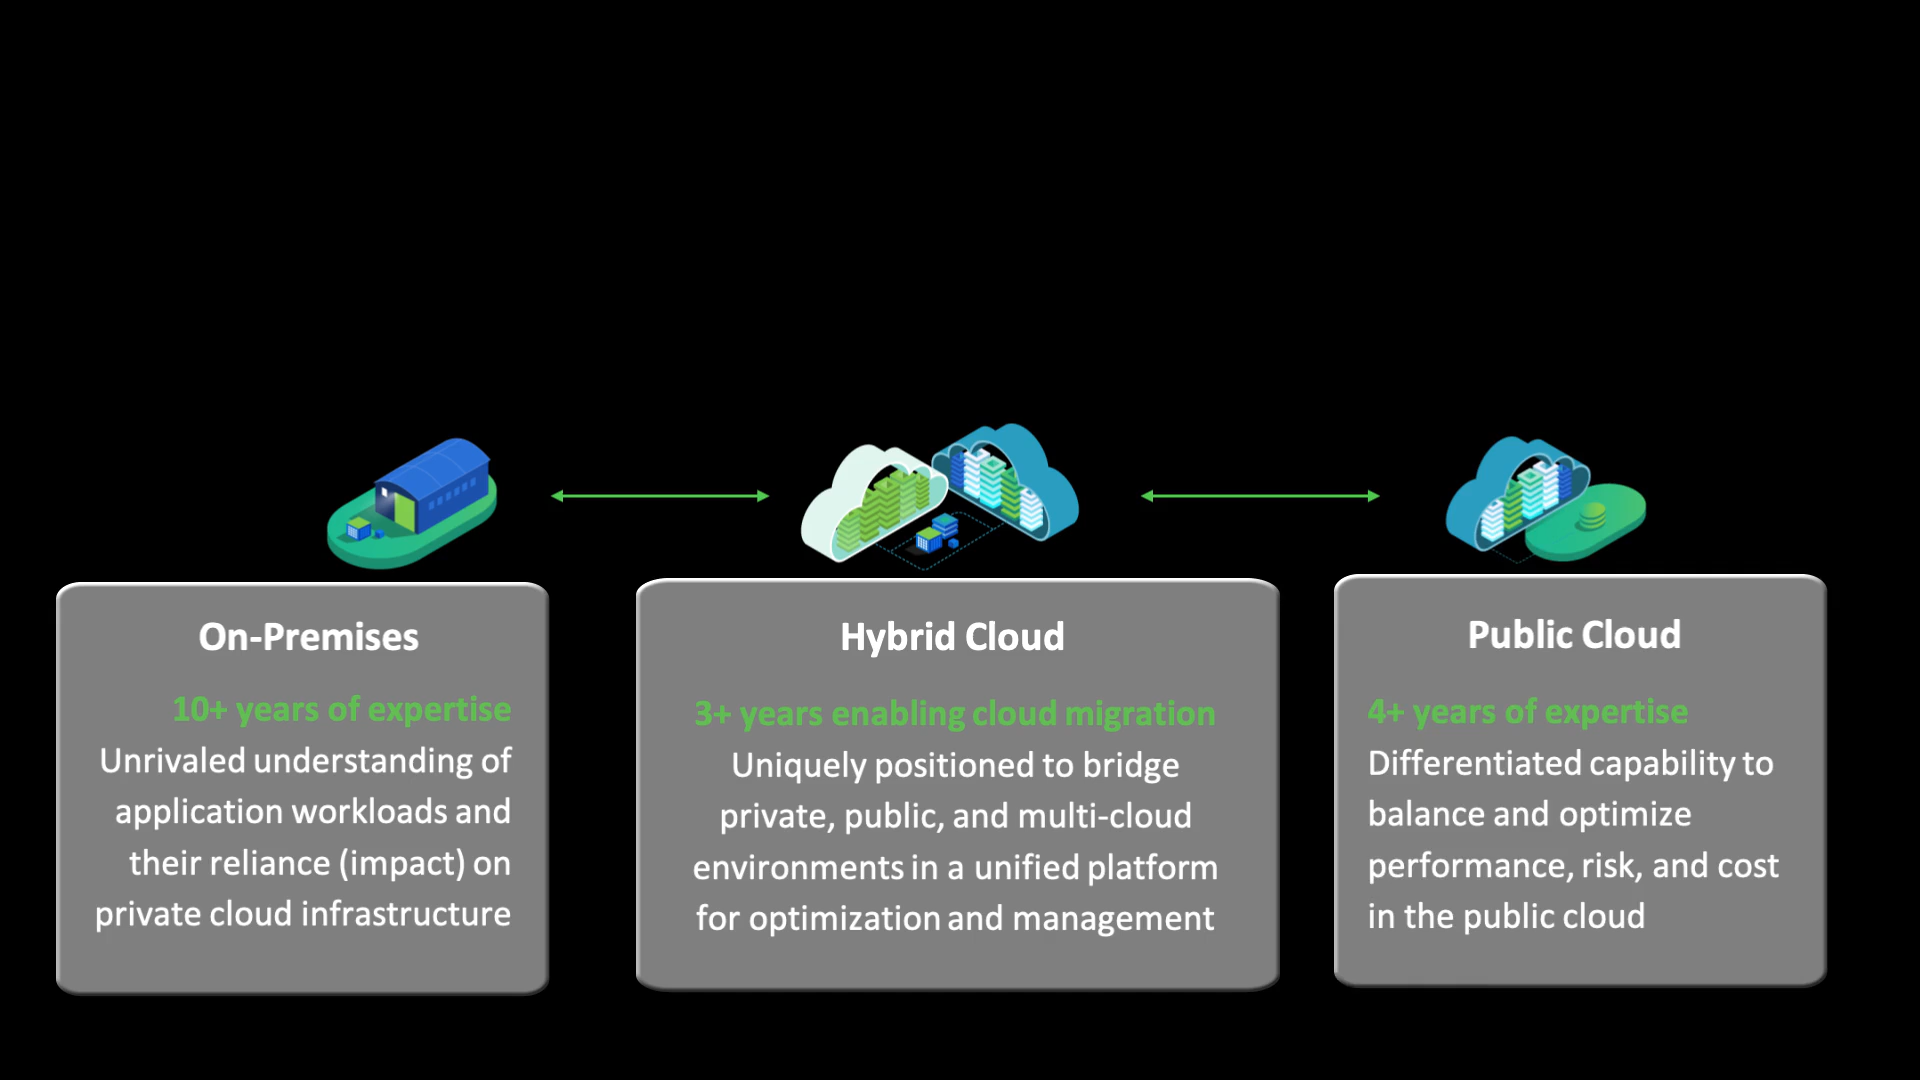 On-Premises
10+ years of expertise
Unrivaled understanding of
application workloads and
their reliance (impact) on
private cloud infrastructure
Hybrid Cloud
3+ years enabling cloud migration
Uniquely positioned to bridge
private, public, and multi-cloud
environments in a unified platform
for optimization and management
Public Cloud
4+ years of expertise
Differentiated capability to
balance and optimize
performance, risk, and cost
in the public cloud